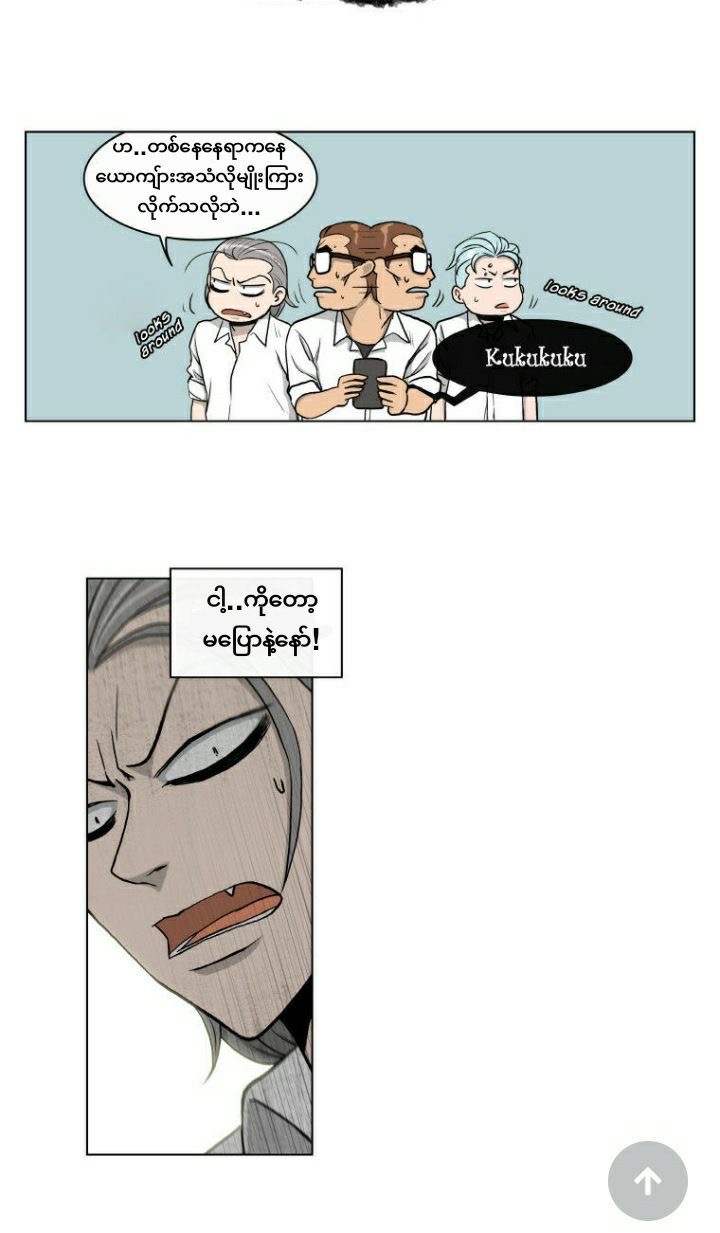 ဟ..တစ်နေနေရာကနေ
ယောကျ်ားအသံလိုမျိုးကြား
လိုက်သလိုဘဲ...
looks
around
looks around
Kukukuku
ငါ့..ကိုတော့
မပြောနဲ့နော်!